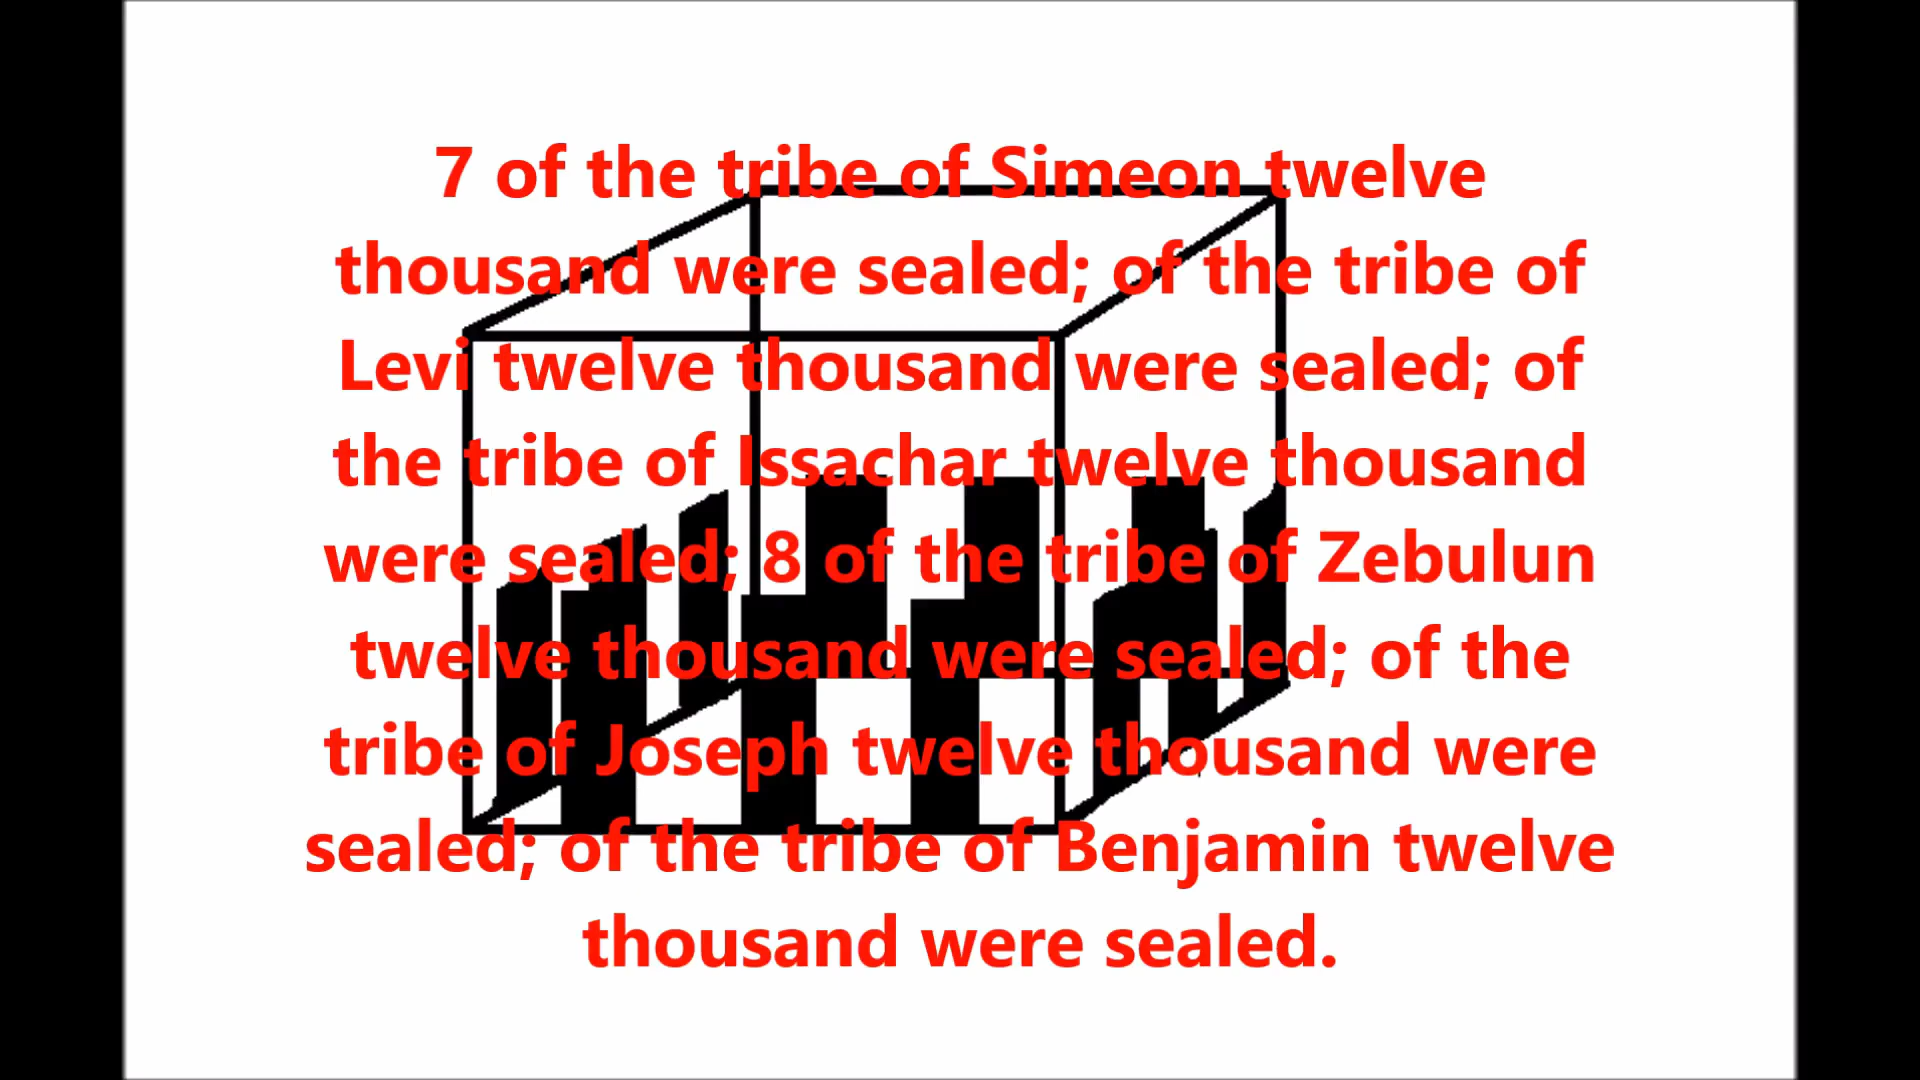 7 of the tribe of Simeon twelve
thousand were sealed; of the tribe of
Levi twelve thousand were sealed; of
the tribe of Issachar twelve thousand
were sealed; 8 of the tribe of Zebulun
twelve thousand were sealed; of the
tribe of Joseph twelve thousand were
sealed; of the tribe of Benjamin twelve
thousand were sealed.